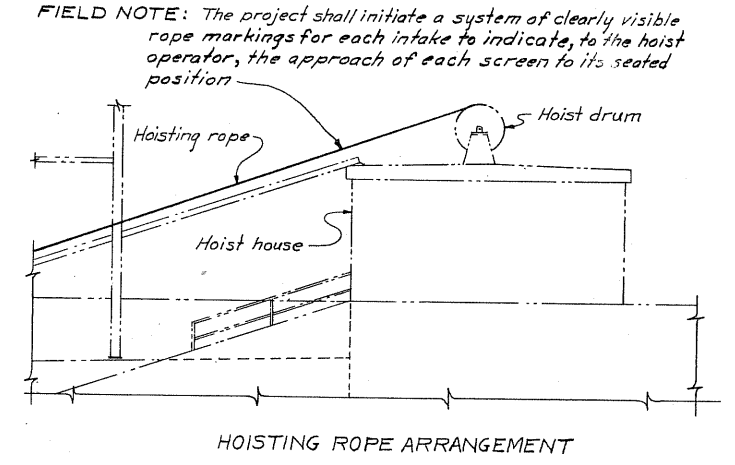 FIELD NOTE: The project shall initiate a system of clearly visible
rope markings for each intake to indicate, to the hoist
operator, the approach of each screen to its seated
position
Hoist drum
Hoisting rope
Hoist house
HOISTING ROPE ARRANGEMENT